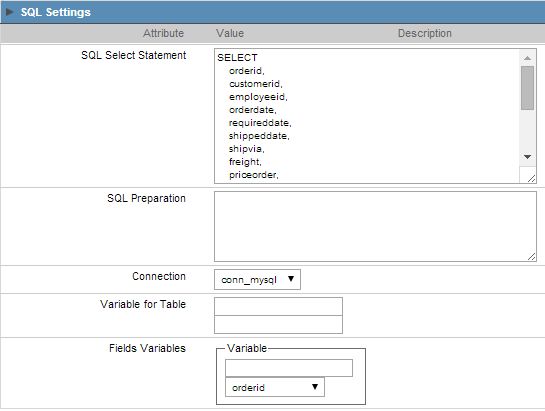 SQL Settings
Attribute Value Description
SQL Select Statement
SELECT
orderid,
customerid,
employeeid,
orderdate,
requireddate,
shippeddate,
shipvia,
freight,
priceorder,
SQL Preparation
Connection conn_mysql
Variable for Table
Fields Variables
Variable
orderid